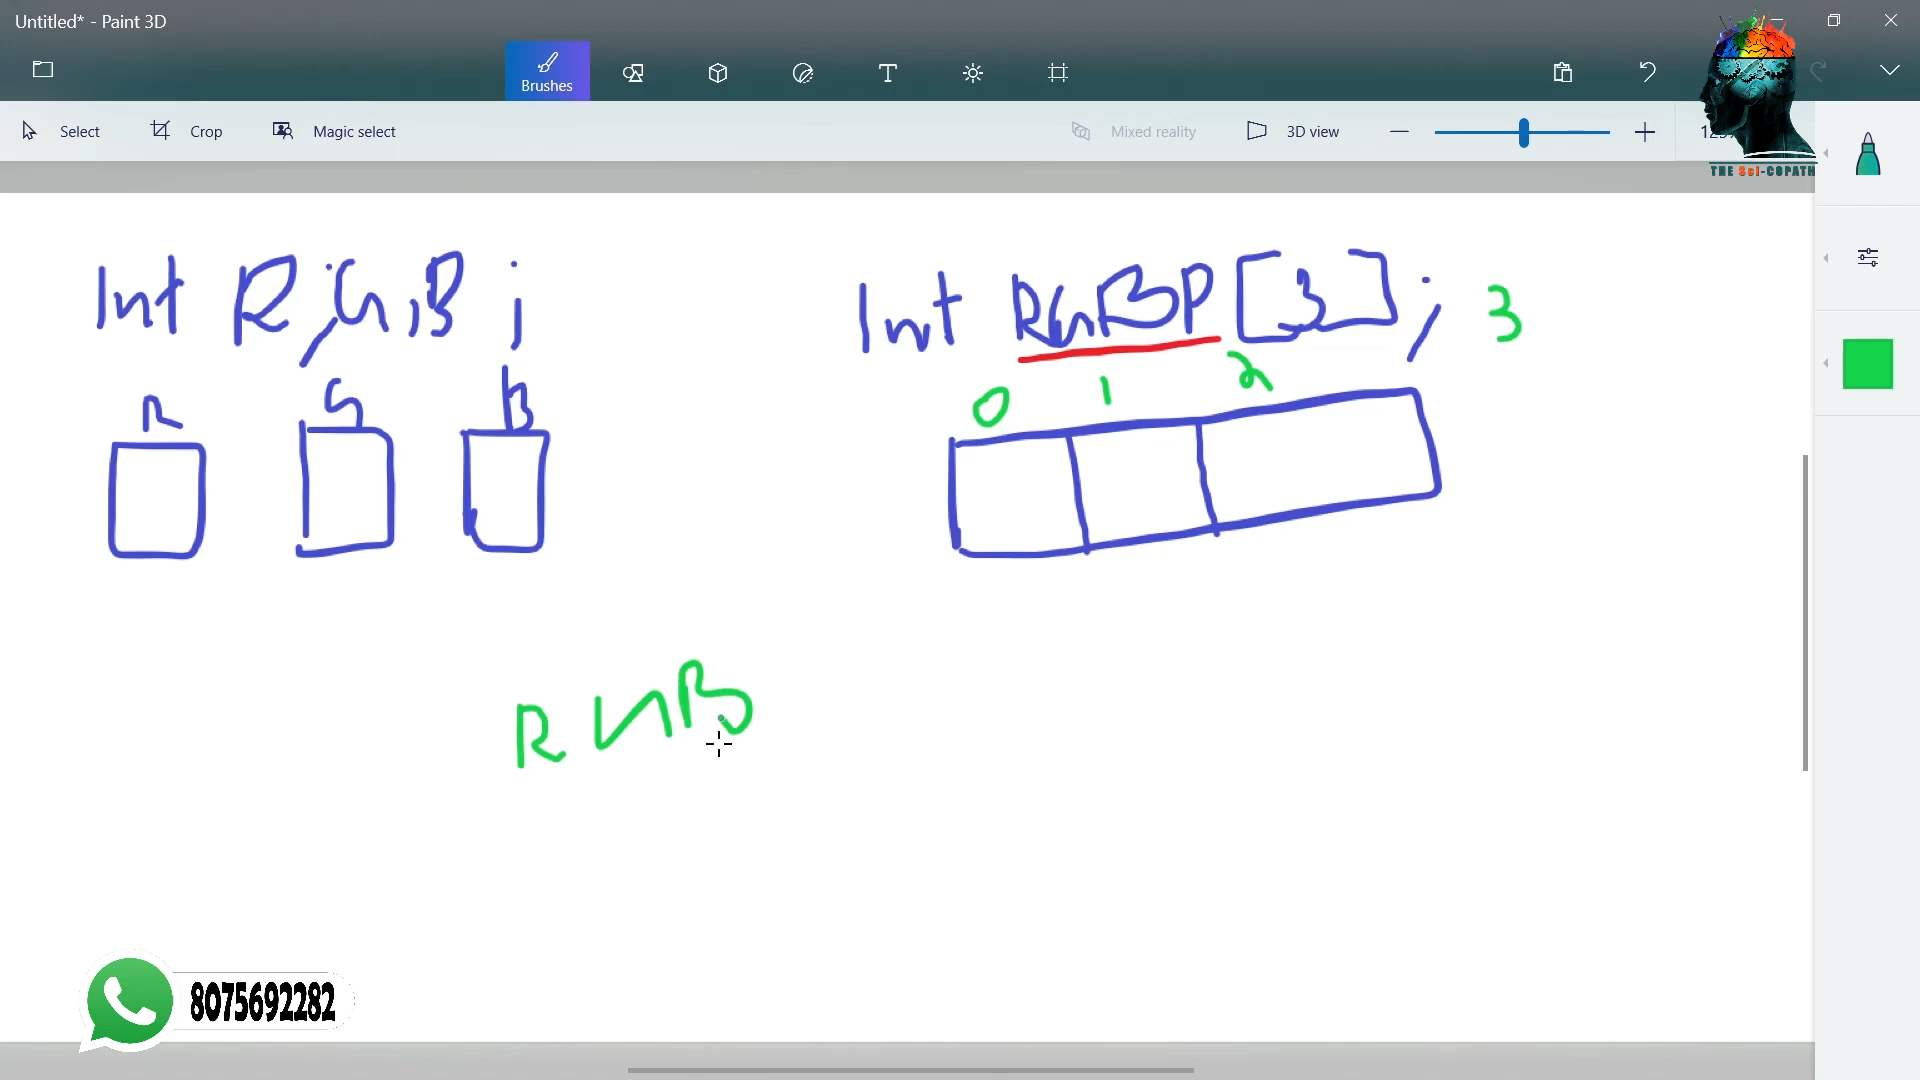 Untitled* - Paint 3D
Brushes
Select Crop Magic select Mixed reality 3D view
THE SCI-COPATH
Int R,G,B ; Int RGBP[3]; 3
R G B 0 1 2
RGB
8075692282